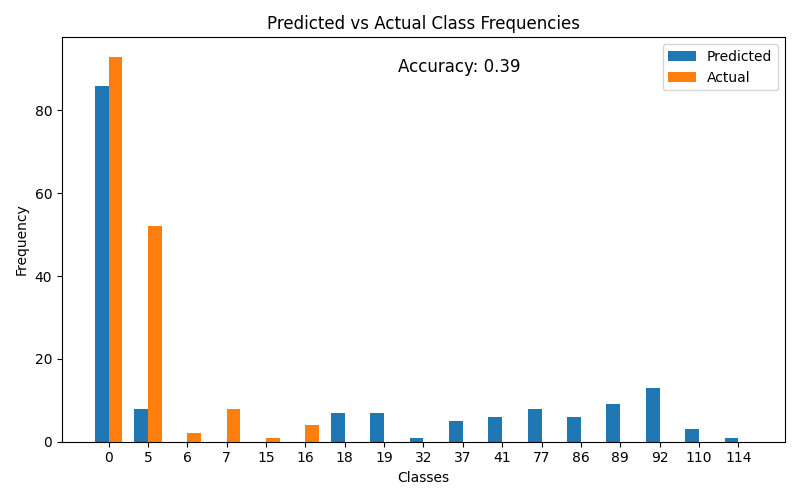 Predicted vs Actual Class Frequencies
Accuracy: 0.39
Predicted
Actual
Frequency
80
60
40
20
0
0 5 6 7 15 16 18 19 32 37 41 77 86 89 92 110 114
Classes